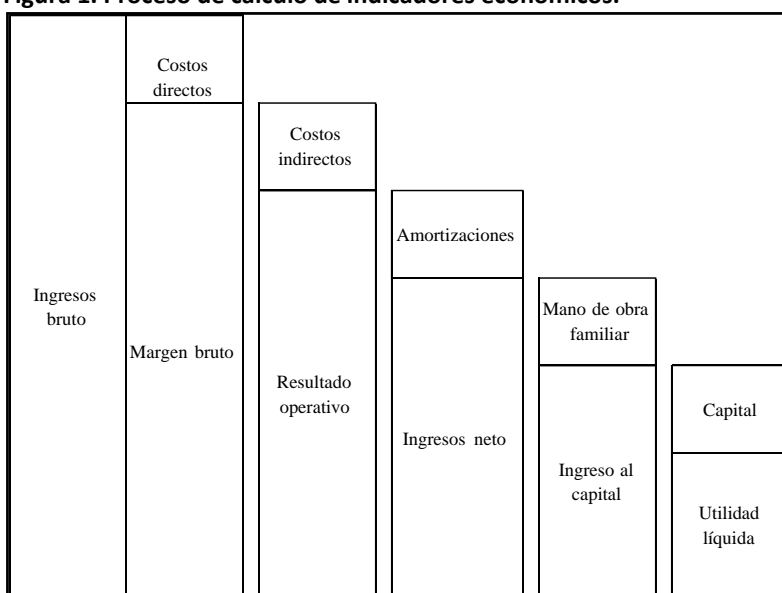 Figura 1. Proceso de cálculo de indicadores económicos.
Costos
directos
Costos
indirectos
Amortizaciones
Ingresos
bruto
Mano de obra
familiar
Margen bruto
Resultado
operativo
Capital
Ingresos neto
Ingreso al
capital
Utilidad
líquida